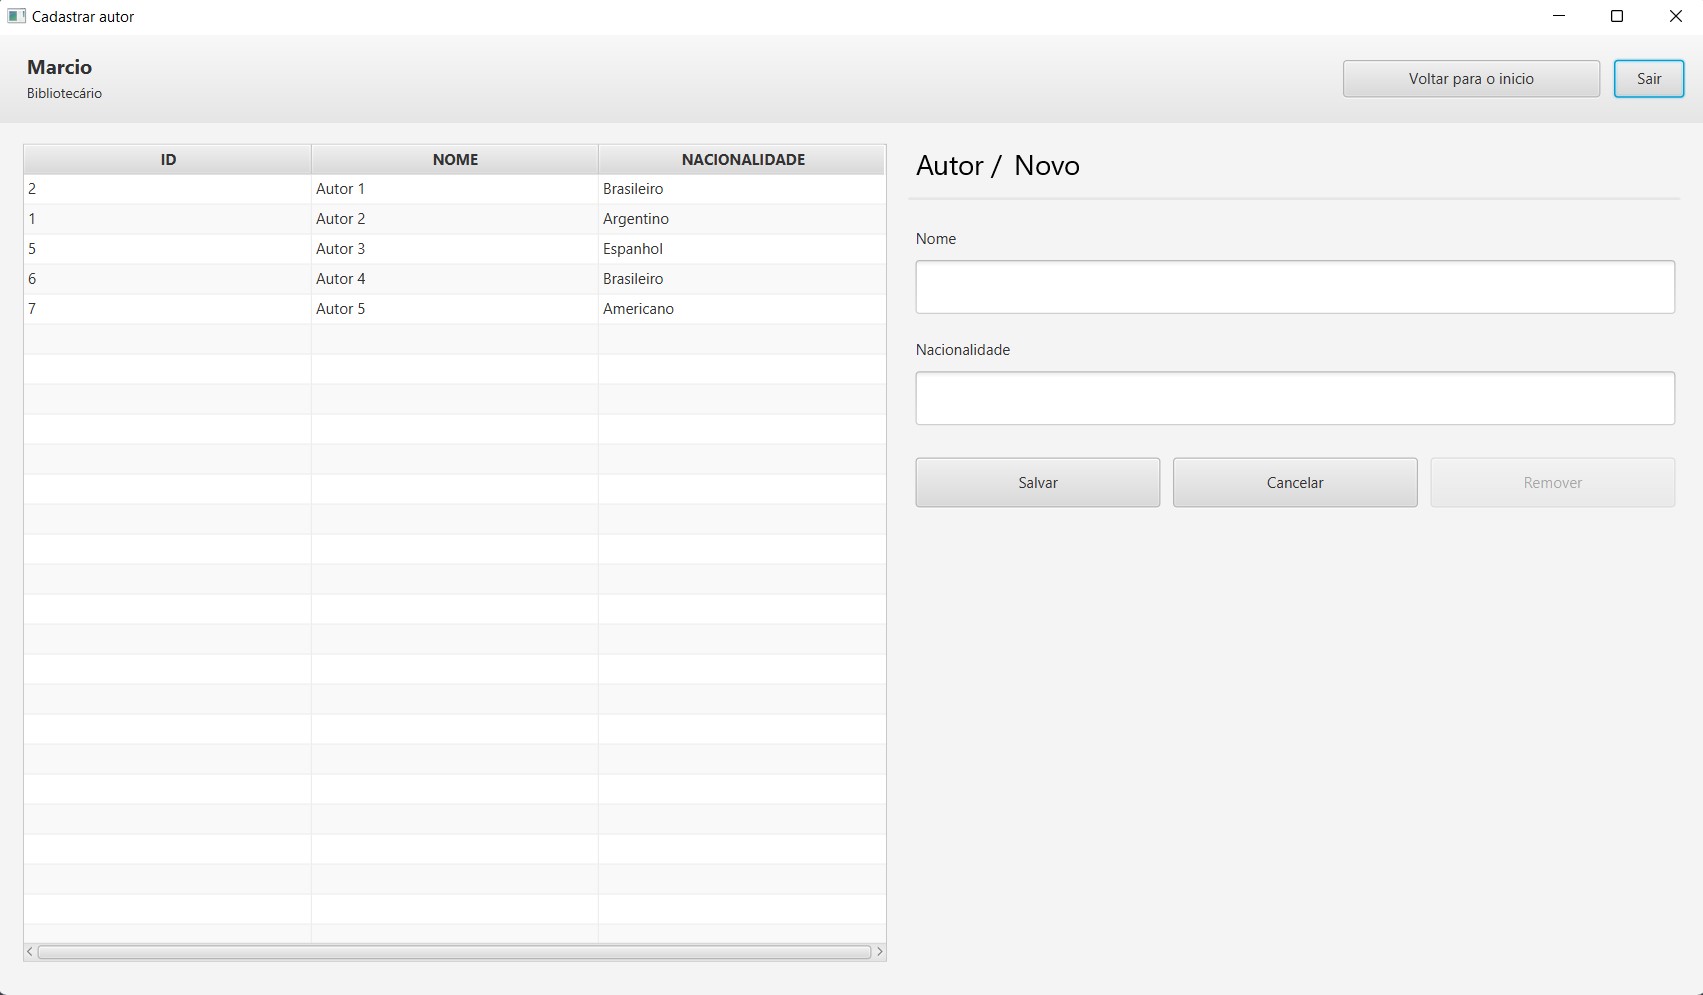 Cadastrar autor
Marcio
Bibliotecário
Voltar para o inicio
Sair
ID NOME NACIONALIDADE
2 Autor 1 Brasileiro
1 Autor 2 Argentino
5 Autor 3 Espanhol
6 Autor 4 Brasileiro
7 Autor 5 Americano
Autor / Novo
Nome
Nacionalidade
Salvar
Cancelar
Remover